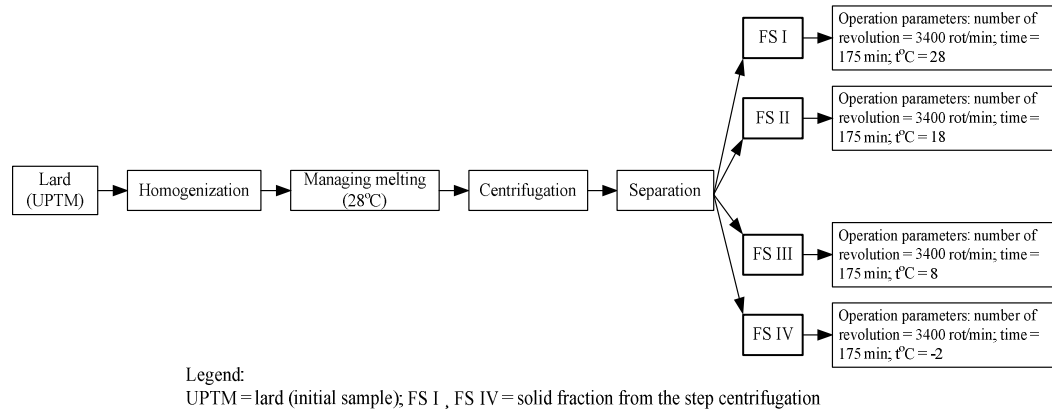 FS I
Operation parameters: number of
revolution = 3400 rot/min; time =
175 min; t°C = 28
FS II
Operation parameters: number of
revolution = 3400 rot/min; time =
175 min; t°C = 18
Lard
(UPTM)
Homogenization
Managing melting
(28°C)
Centrifugation
Separation
FS III
Operation parameters: number of
revolution = 3400 rot/min; time =
175 min; t°C = 8
FS IV
Operation parameters: number of
revolution = 3400 rot/min; time =
175 min; t°C = -2
Legend:
UPTM = lard (initial sample); FS I , FS IV = solid fraction from the step centrifugation